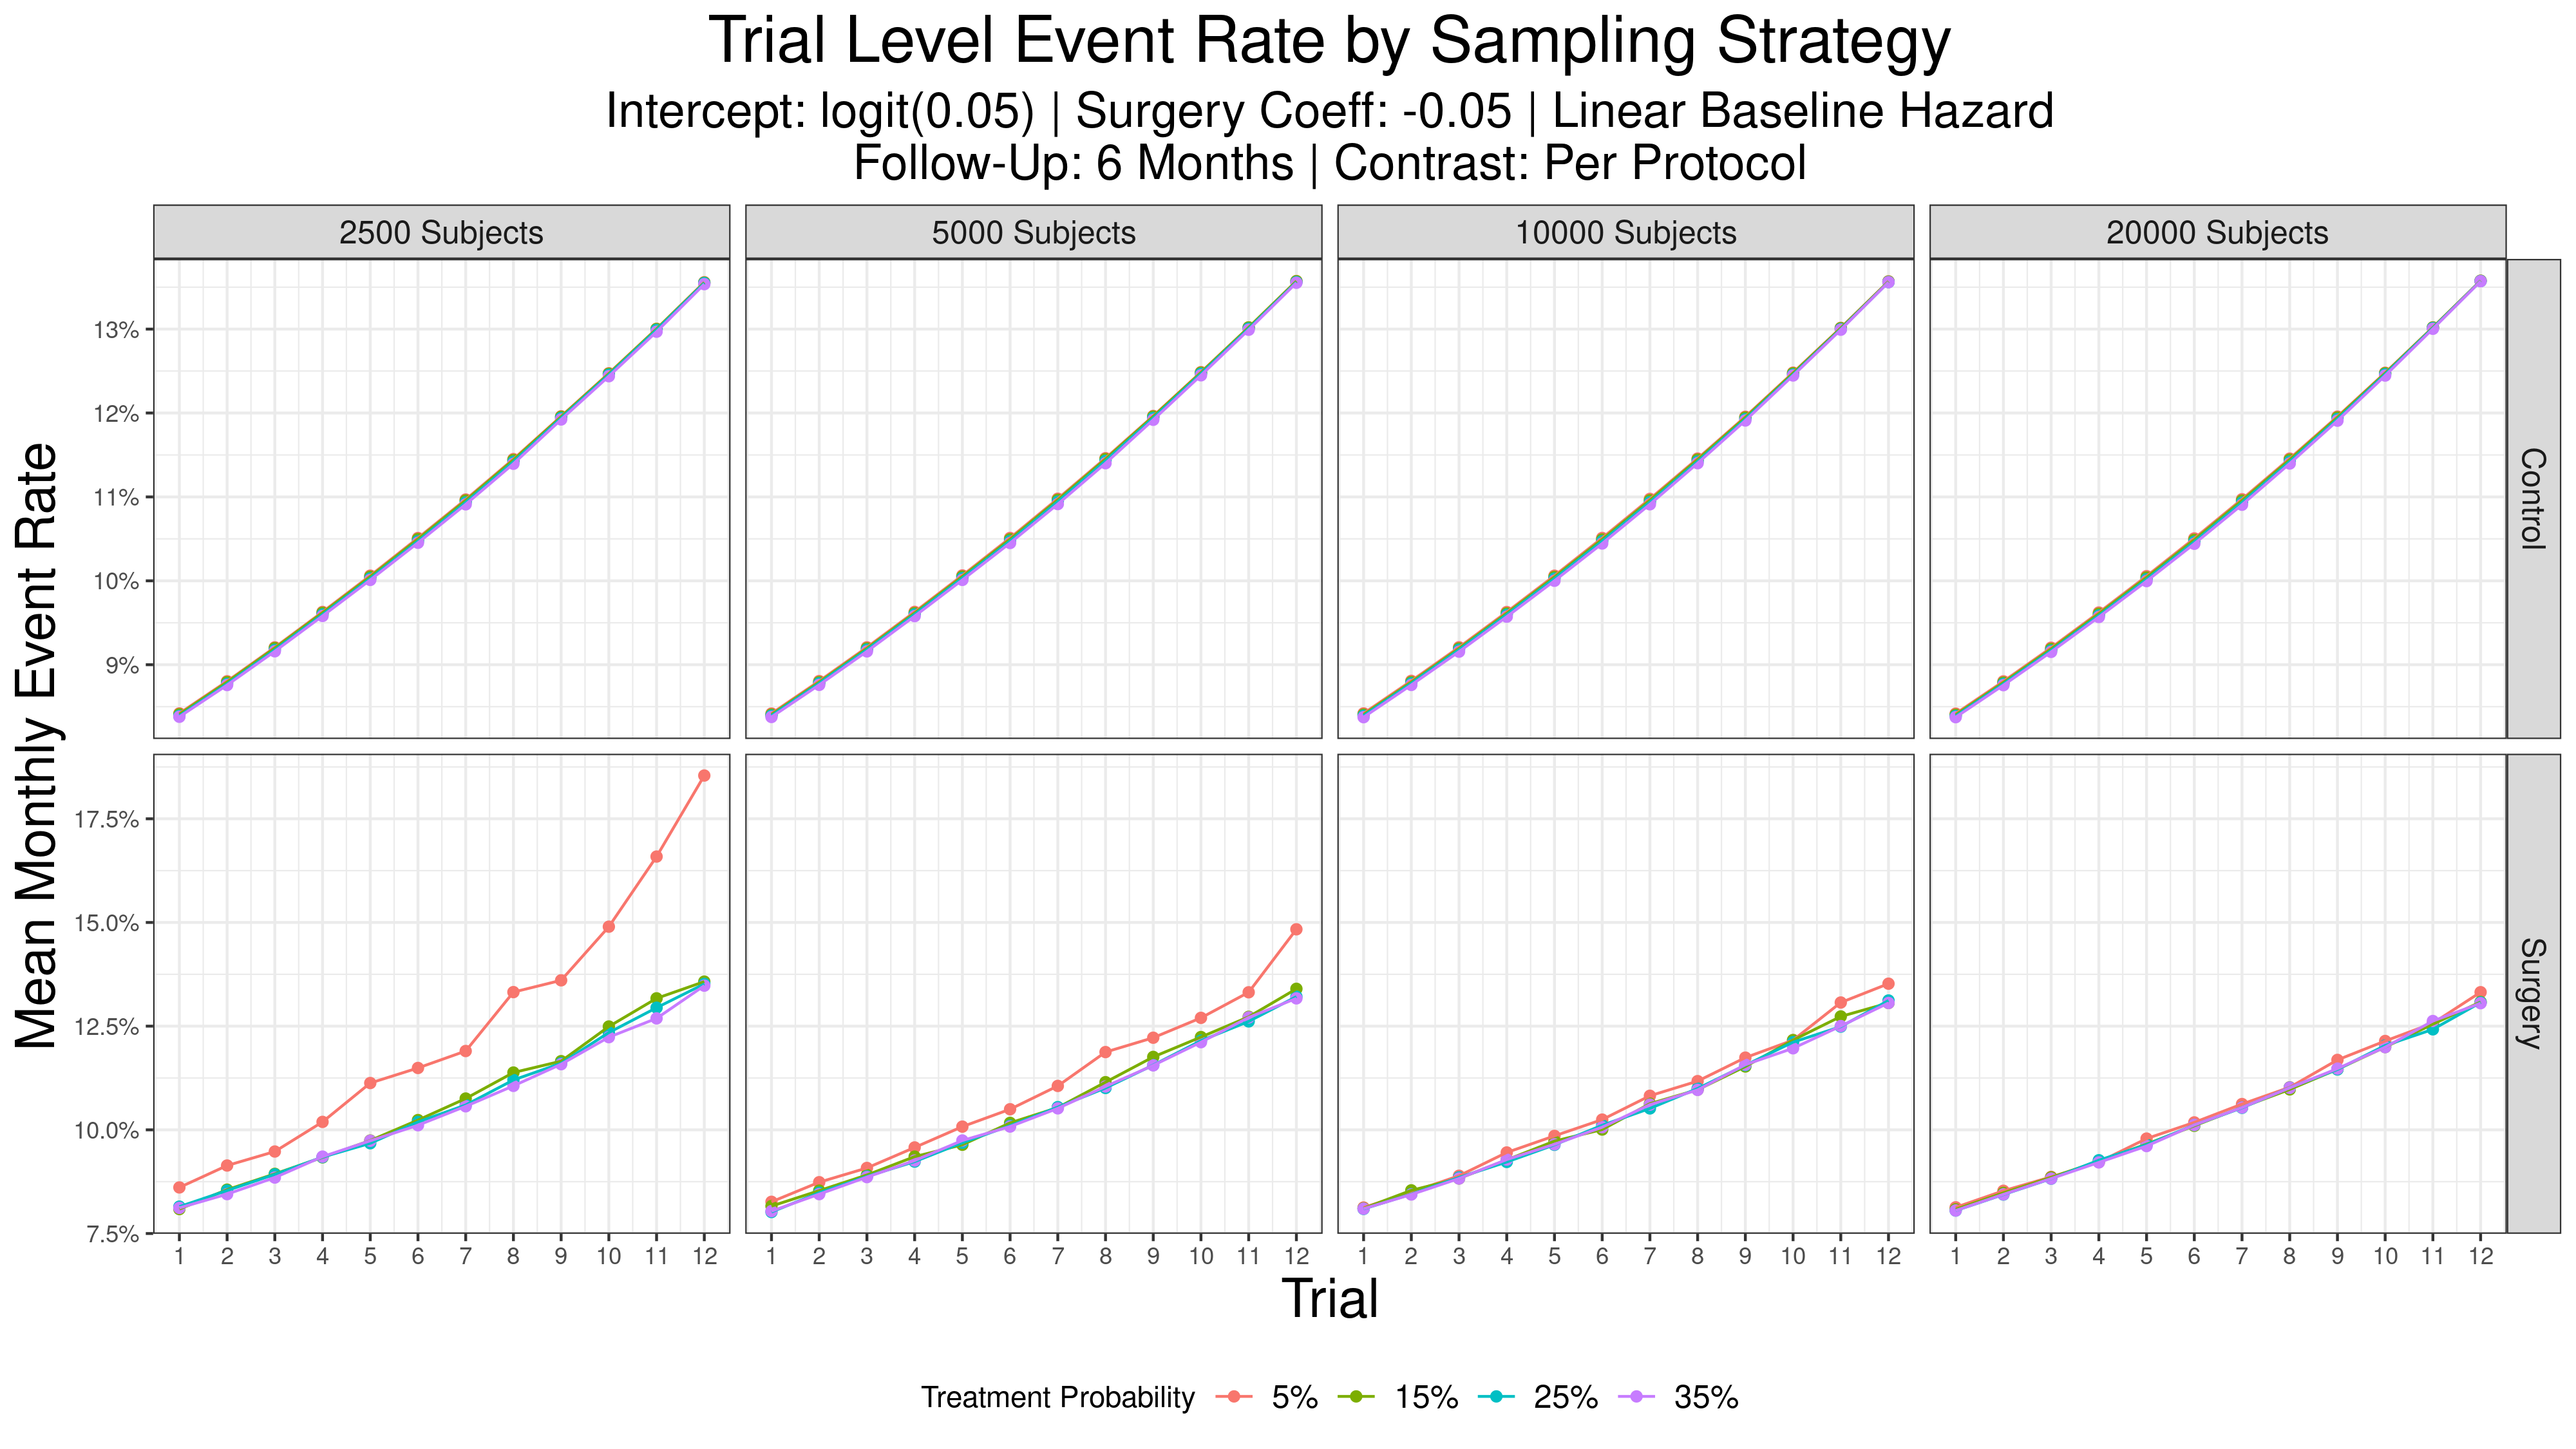 Trial Level Event Rate by Sampling Strategy
Intercept: logit(0.05) | Surgery Coeff: -0.05 | Linear Baseline Hazard
Follow-Up: 6 Months | Contrast: Per Protocol
2500 Subjects
5000 Subjects
10000 Subjects
20000 Subjects
Mean Monthly Event Rate
13%
12%
11%
10%
9%
Control
17.5%
15.0%
12.5%
10.0%
7.5%
Surgery
1 2 3 4 5 6 7 8 9 10 11 12
1 2 3 4 5 6 7 8 9 10 11 12
1 2 3 4 5 6 7 8 9 10 11 12
1 2 3 4 5 6 7 8 9 10 11 12
Trial
Treatment Probability 5% 15% 25% 35%